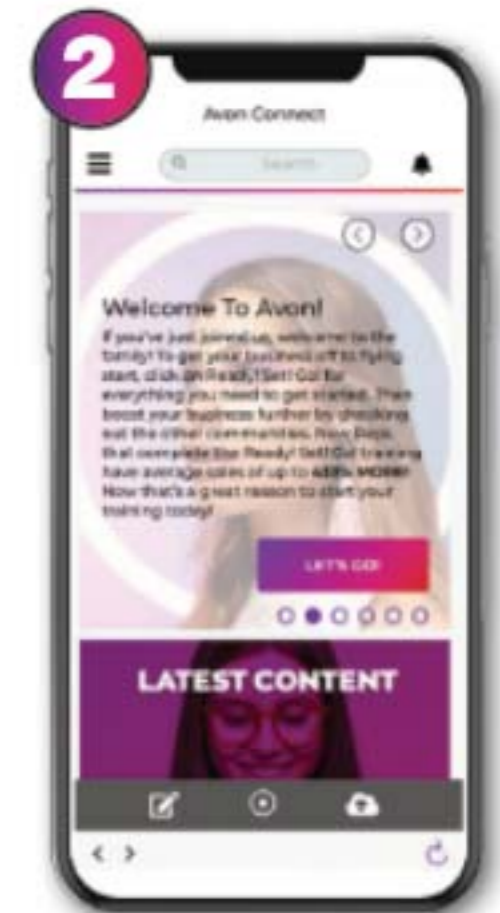 2
Avon Connect
Search
Welcome To Avon!
If you've just joined us, welcome to the
family! To get your business off to flying
start, click on Ready! Set! Go! for
everything you need to get started. Then
boost your business further by checking
out the other communities. New Reps
that complete the Ready! Set! Go! training
have average sales of up to MORE!
Now that's a great reason to start your
training today!
LET'S GO!
LATEST CONTENT